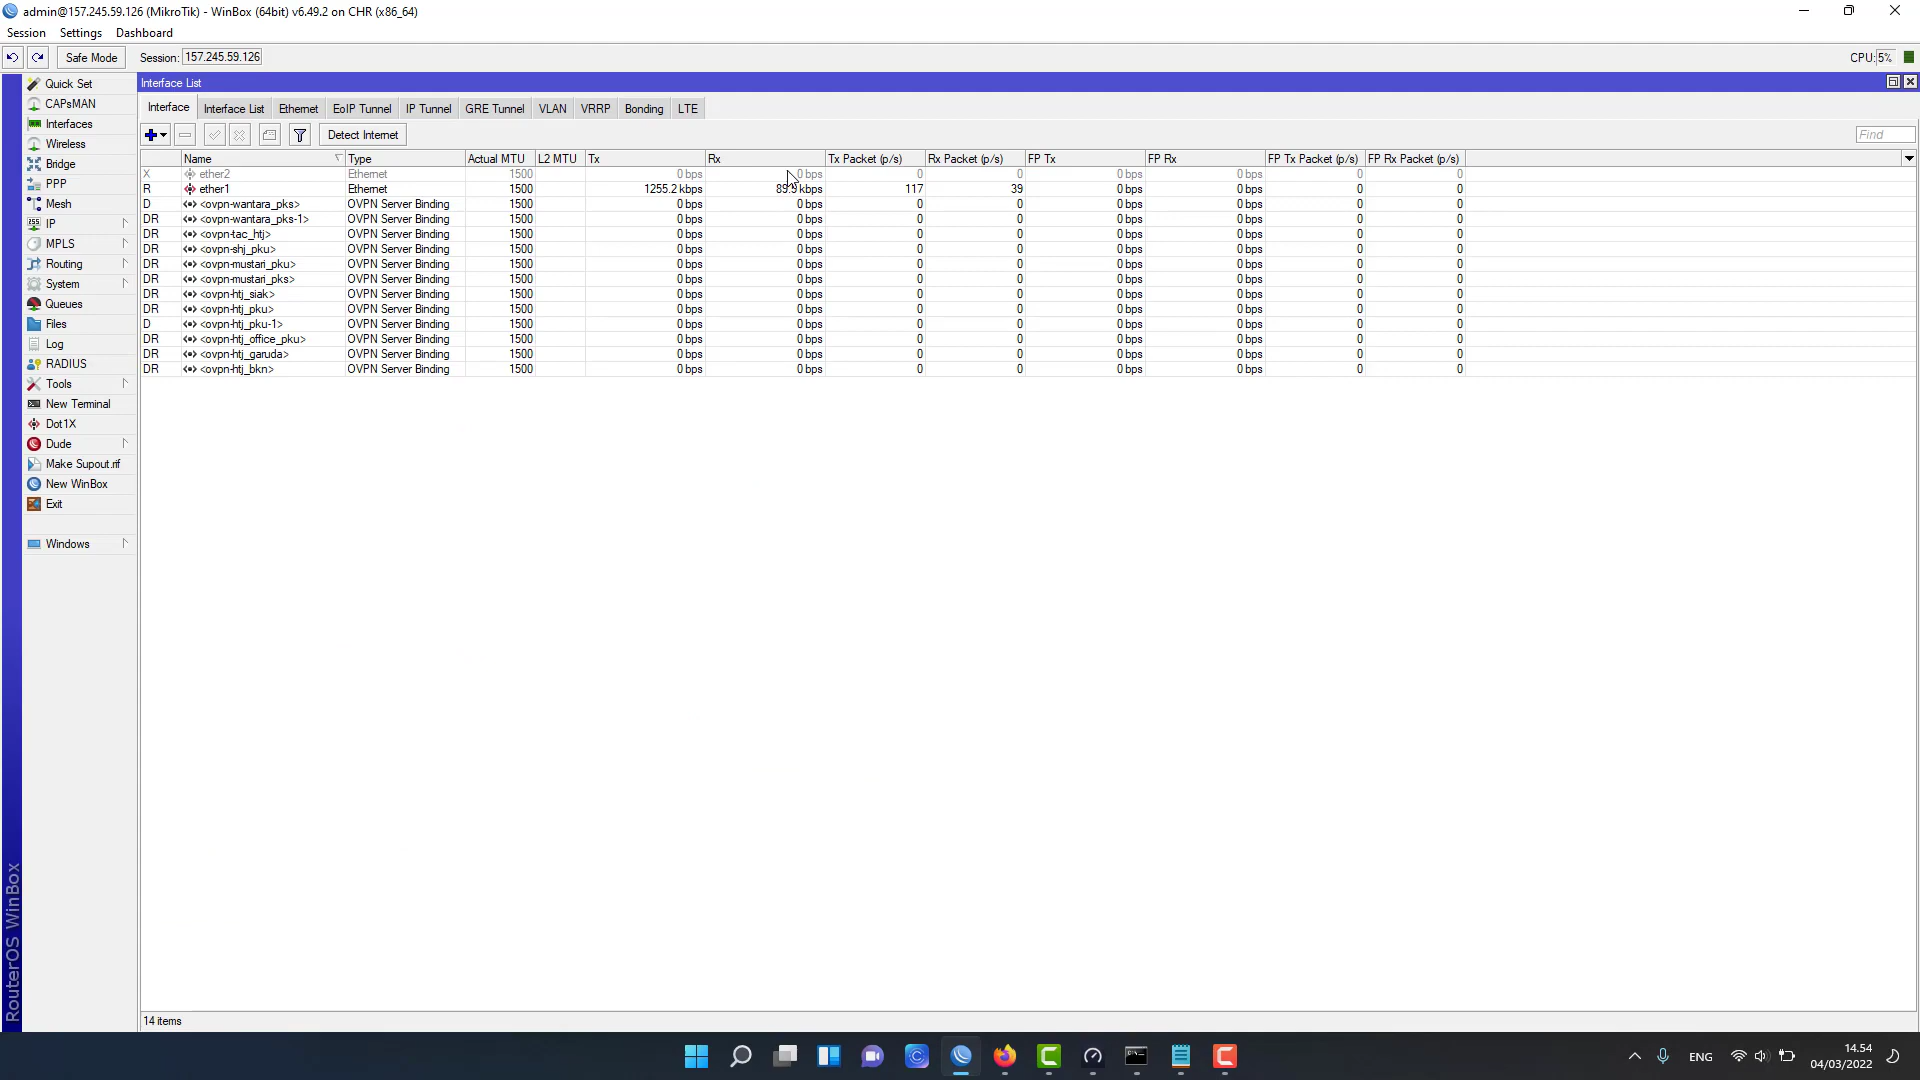 admin@157.245.59.126 (MikroTik) - WinBox (64bit) v6.49.2 on CHR (x86_64)
Session Settings Dashboard
Safe Mode Session: 157.245.59.126 CPU: 5%
Quick Set
CAPsMAN
Interfaces
Wireless
Bridge
PPP
Mesh
IP
MPLS
Routing
System
Queues
Files
Log
RADIUS
Tools
New Terminal
Dot1X
Dude
Make Supout.rif
New WinBox
Exit
Windows
RouterOS WinBox
Interface List
Interface Interface List Ethernet EoIP Tunnel IP Tunnel GRE Tunnel VLAN VRRP Bonding LTE
Detect Internet Find
Name Type Actual MTU L2 MTU Tx Rx Tx Packet (p/s) Rx Packet (p/s) FP Tx FP Rx FP Tx Packet (p/s) FP Rx Packet (p/s)
X ether2 Ethernet 1500 0 bps 0 bps 0 0 0 bps 0 bps 0 0
R ether1 Ethernet 1500 1255.2 kbps kbps 117 39 0 bps 0 bps 0 0
D <ovpn-wantara_pks> OVPN Server Binding 1500 0 bps 0 bps 0 0 0 bps 0 bps 0 0
DR <ovpn-wantara_pks-1> OVPN Server Binding 1500 0 bps 0 bps 0 0 0 bps 0 bps 0 0
DR <ovpn-tac_htj> OVPN Server Binding 1500 0 bps 0 bps 0 0 0 bps 0 bps 0 0
DR <ovpn-shj_pku> OVPN Server Binding 1500 0 bps 0 bps 0 0 0 bps 0 bps 0 0
DR <ovpn-mustari_pku> OVPN Server Binding 1500 0 bps 0 bps 0 0 0 bps 0 bps 0 0
DR <ovpn-mustari_pks> OVPN Server Binding 1500 0 bps 0 bps 0 0 0 bps 0 bps 0 0
DR <ovpn-htj_siak> OVPN Server Binding 1500 0 bps 0 bps 0 0 0 bps 0 bps 0 0
DR <ovpn-htj_pku> OVPN Server Binding 1500 0 bps 0 bps 0 0 0 bps 0 bps 0 0
D <ovpn-htj_pku-1> OVPN Server Binding 1500 0 bps 0 bps 0 0 0 bps 0 bps 0 0
DR <ovpn-htj_office_pku> OVPN Server Binding 1500 0 bps 0 bps 0 0 0 bps 0 bps 0 0
DR <ovpn-htj_garuda> OVPN Server Binding 1500 0 bps 0 bps 0 0 0 bps 0 bps 0 0
DR <ovpn-htj_bkn> OVPN Server Binding 1500 0 bps 0 bps 0 0 0 bps 0 bps 0 0
14 items
ENG
14.54
04/03/2022